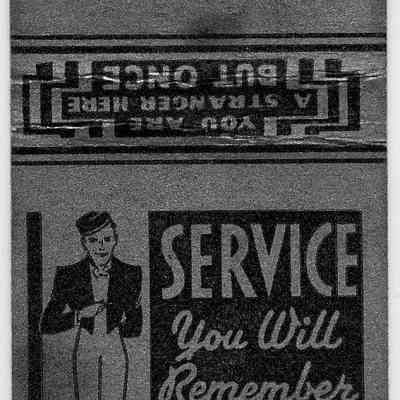 YOU ARE
A STRANGER HERE
BUT ONCE
SERVICE
You Will
Remember